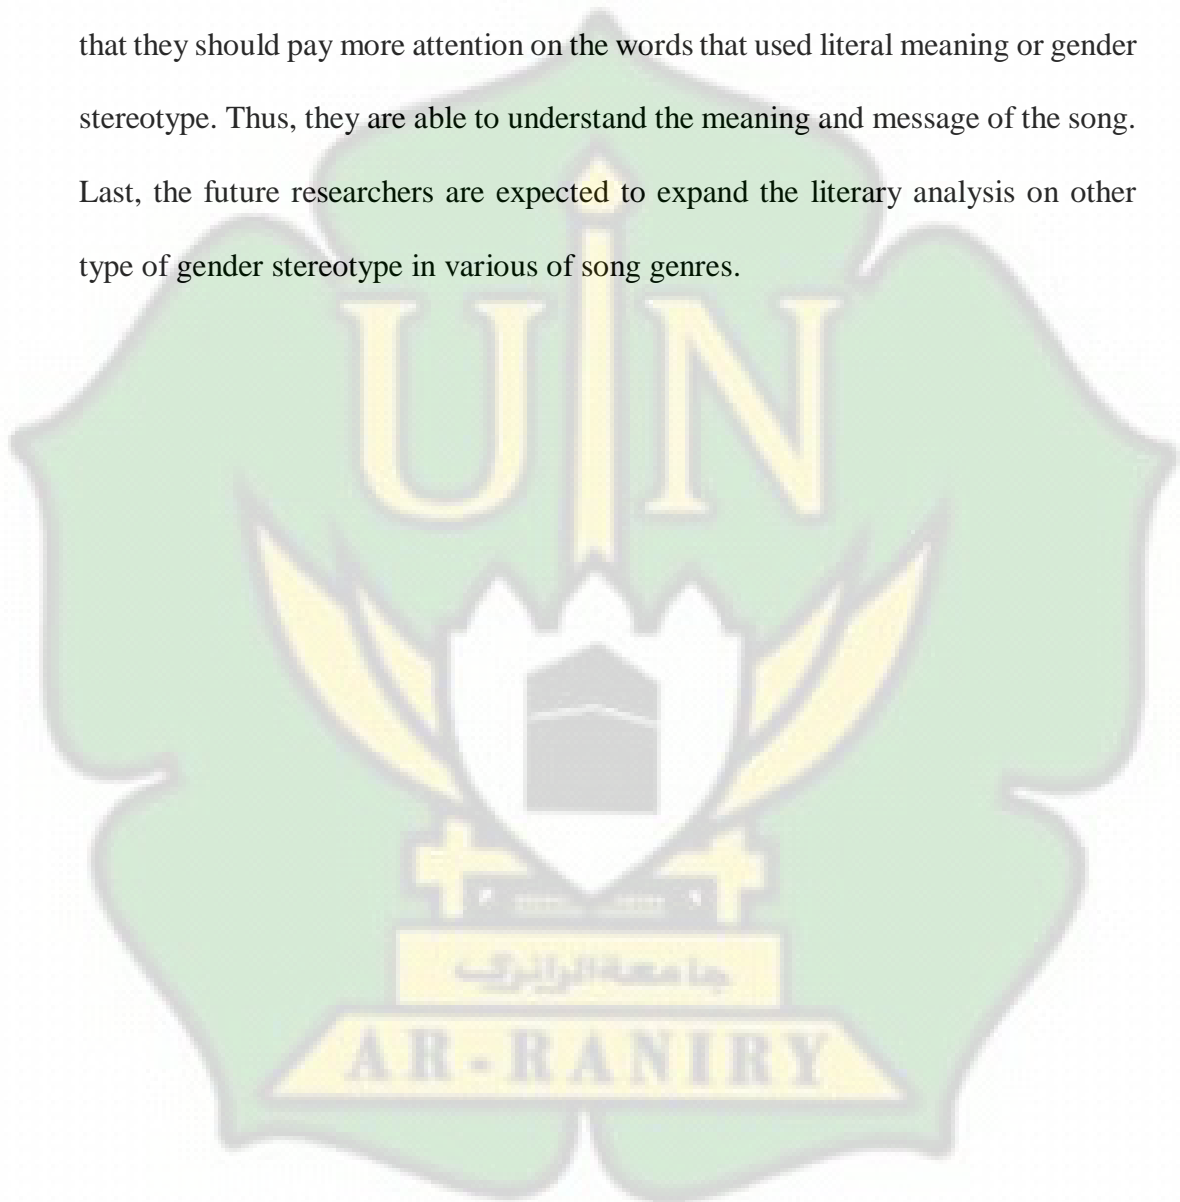 that they should pay more attention on the words that used literal meaning or gender
stereotype. Thus, they are able to understand the meaning and message of the song.
Last, the future researchers are expected to expand the literary analysis on other
type of gender stereotype in various of song genres.
UIN
جامعة الرانري
AR-RANIRY